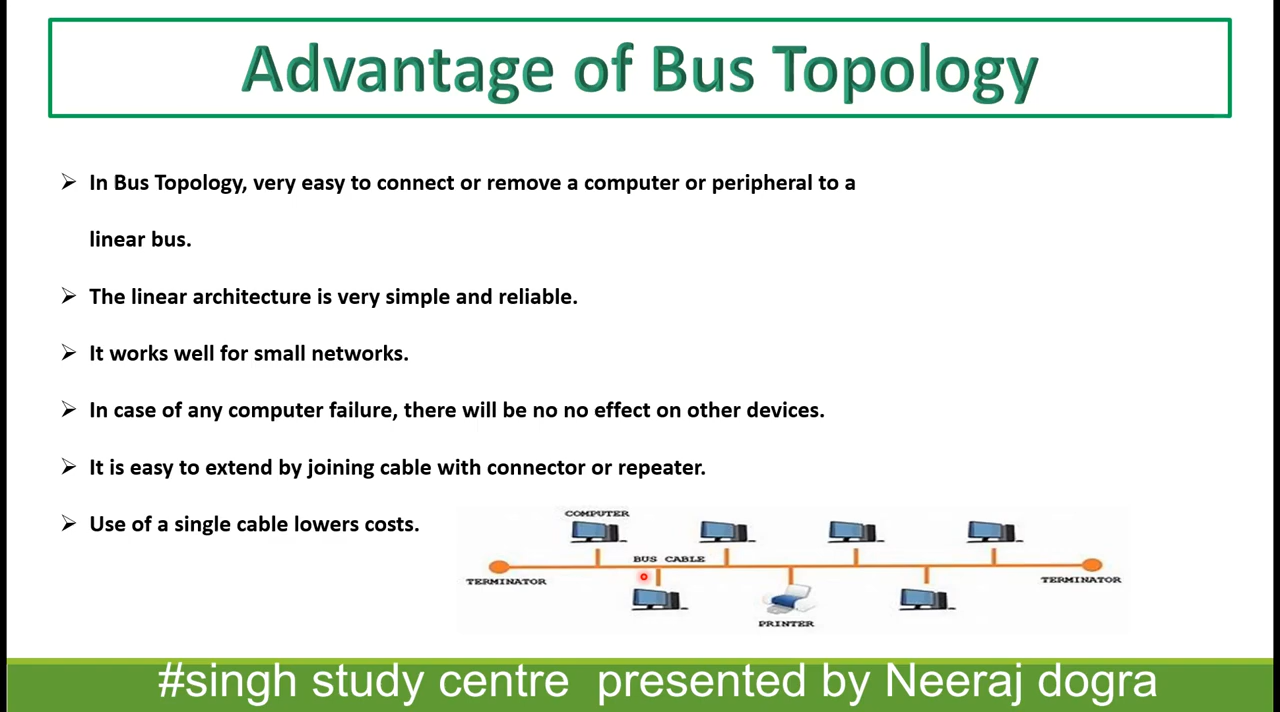 Advantage of Bus Topology
➢ In Bus Topology, very easy to connect or remove a computer or peripheral to a
linear bus.
➢ The linear architecture is very simple and reliable.
➢ It works well for small networks.
➢ In case of any computer failure, there will be no no effect on other devices.
➢ It is easy to extend by joining cable with connector or repeater.
➢ Use of a single cable lowers costs.
COMPUTER
BUS CABLE
TERMINATOR
TERMINATOR
PRINTER
#singh study centre presented by Neeraj dogra